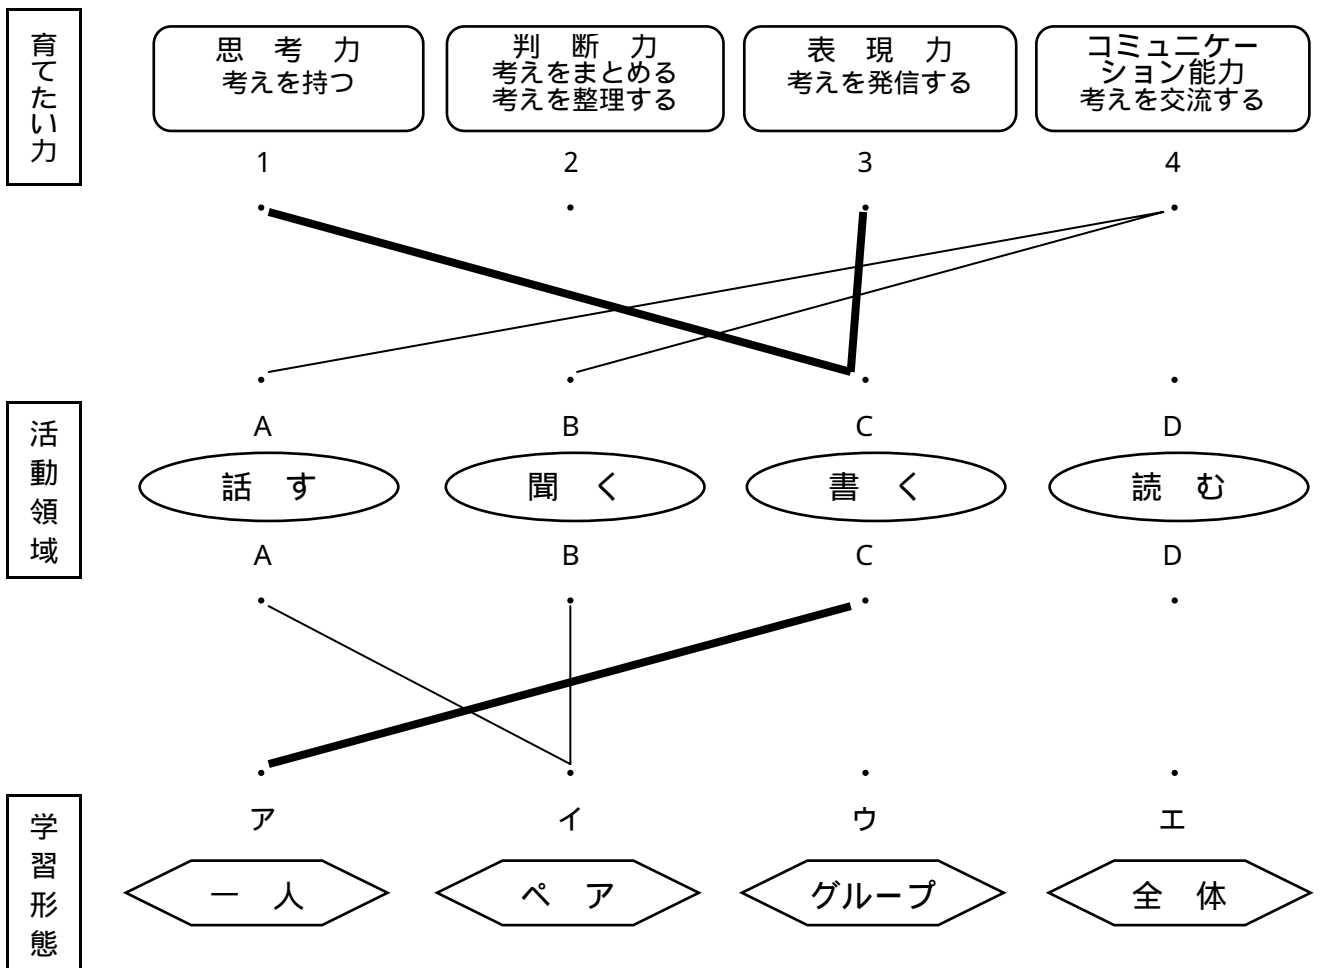 育てたい力
思 考 力
考えを持つ
判 断 力
考えをまとめる
考えを整理する
表 現 力
考えを発信する
コミュニケー
ション能力
考えを交流する
1 2 3 4
活動領域
A B C D
話 す
聞 く
書 く
読 む
A B C D
学習形態
ア イ ウ エ
一 人
ペ ア
グループ
全 体